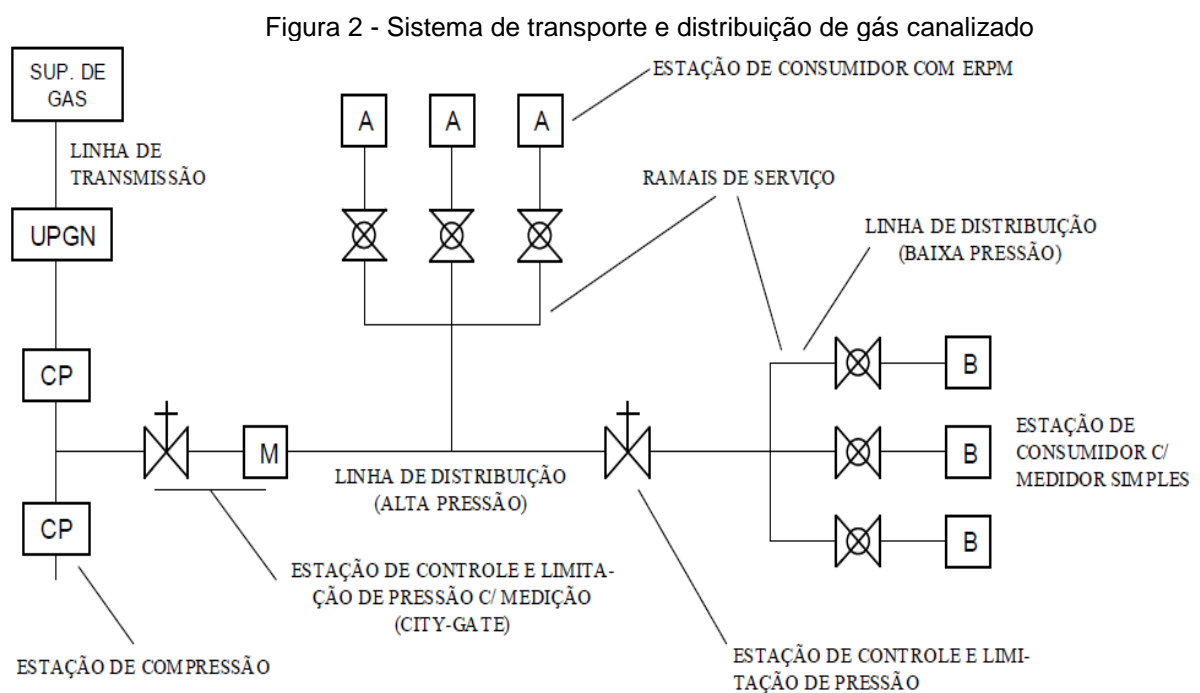 Figura 2 - Sistema de transporte e distribuição de gás canalizado
SUP. DE
GAS
ESTAÇÃO DE CONSUMIDOR COM ERPM
A
A
A
LINHA DE
TRANSMISSÃO
RAMAIS DE SERVIÇO
UPGN
LINHA DE DISTRIBUIÇÃO
(BAIXA PRESSÃO)
CP
B
M
B
ESTAÇÃO DE
CONSUMIDOR C/
MEDIDOR SIMPLES
LINHA DE DISTRIBUIÇÃO
(ALTA PRESSÃO)
CP
B
ESTAÇÃO DE CONTROLE E LIMITA-
ÇÃO DE PRESSÃO C/ MEDIÇÃO
(CITY-GATE)
ESTAÇÃO DE COMPRESSÃO
ESTAÇÃO DE CONTROLE E LIMI-
TAÇÃO DE PRESSÃO